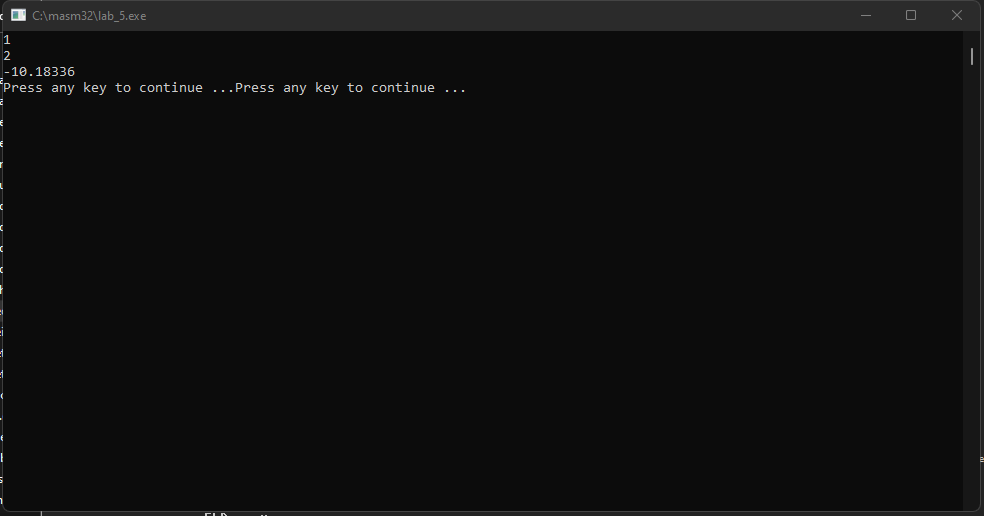 C:\masm32\lab_5.exe
1
2
-10.18336
Press any key to continue ...Press any key to continue ...